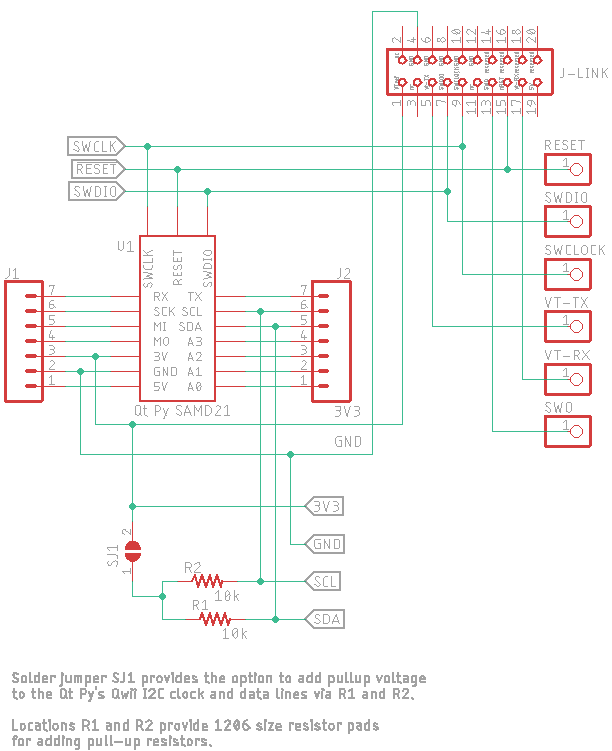 2 4 6 8 10 12 14 16 18 20
J-LINK
1 3 5 7 9 11 13 15 17 19
SWCLK
RESET
SWDIO
RESET
1
SWDIO
1
SWCLOCK
1
VT-TX
1
VT-RX
1
SWO
1
U1
SWCLK RESET SWDIO
J1
J2
7 RX TX 7
6 SCK SCL 6
5 MI SDA 5
4 MO A3 4
3 3V A2 3
2 GND A1 2
1 5V A0 1
Qt Py SAMD21
3V3
GND
3V3
2
SJ1
1
GND
R2
10k
SCL
R1
10k
SDA
Solder jumper SJ1 provides the option to add pullup voltage
to the Qt Py's Qwii I2C clock and data lines via R1 and R2.
Locations R1 and R2 provide 1206 size resistor pads
for adding pull-up resistors.